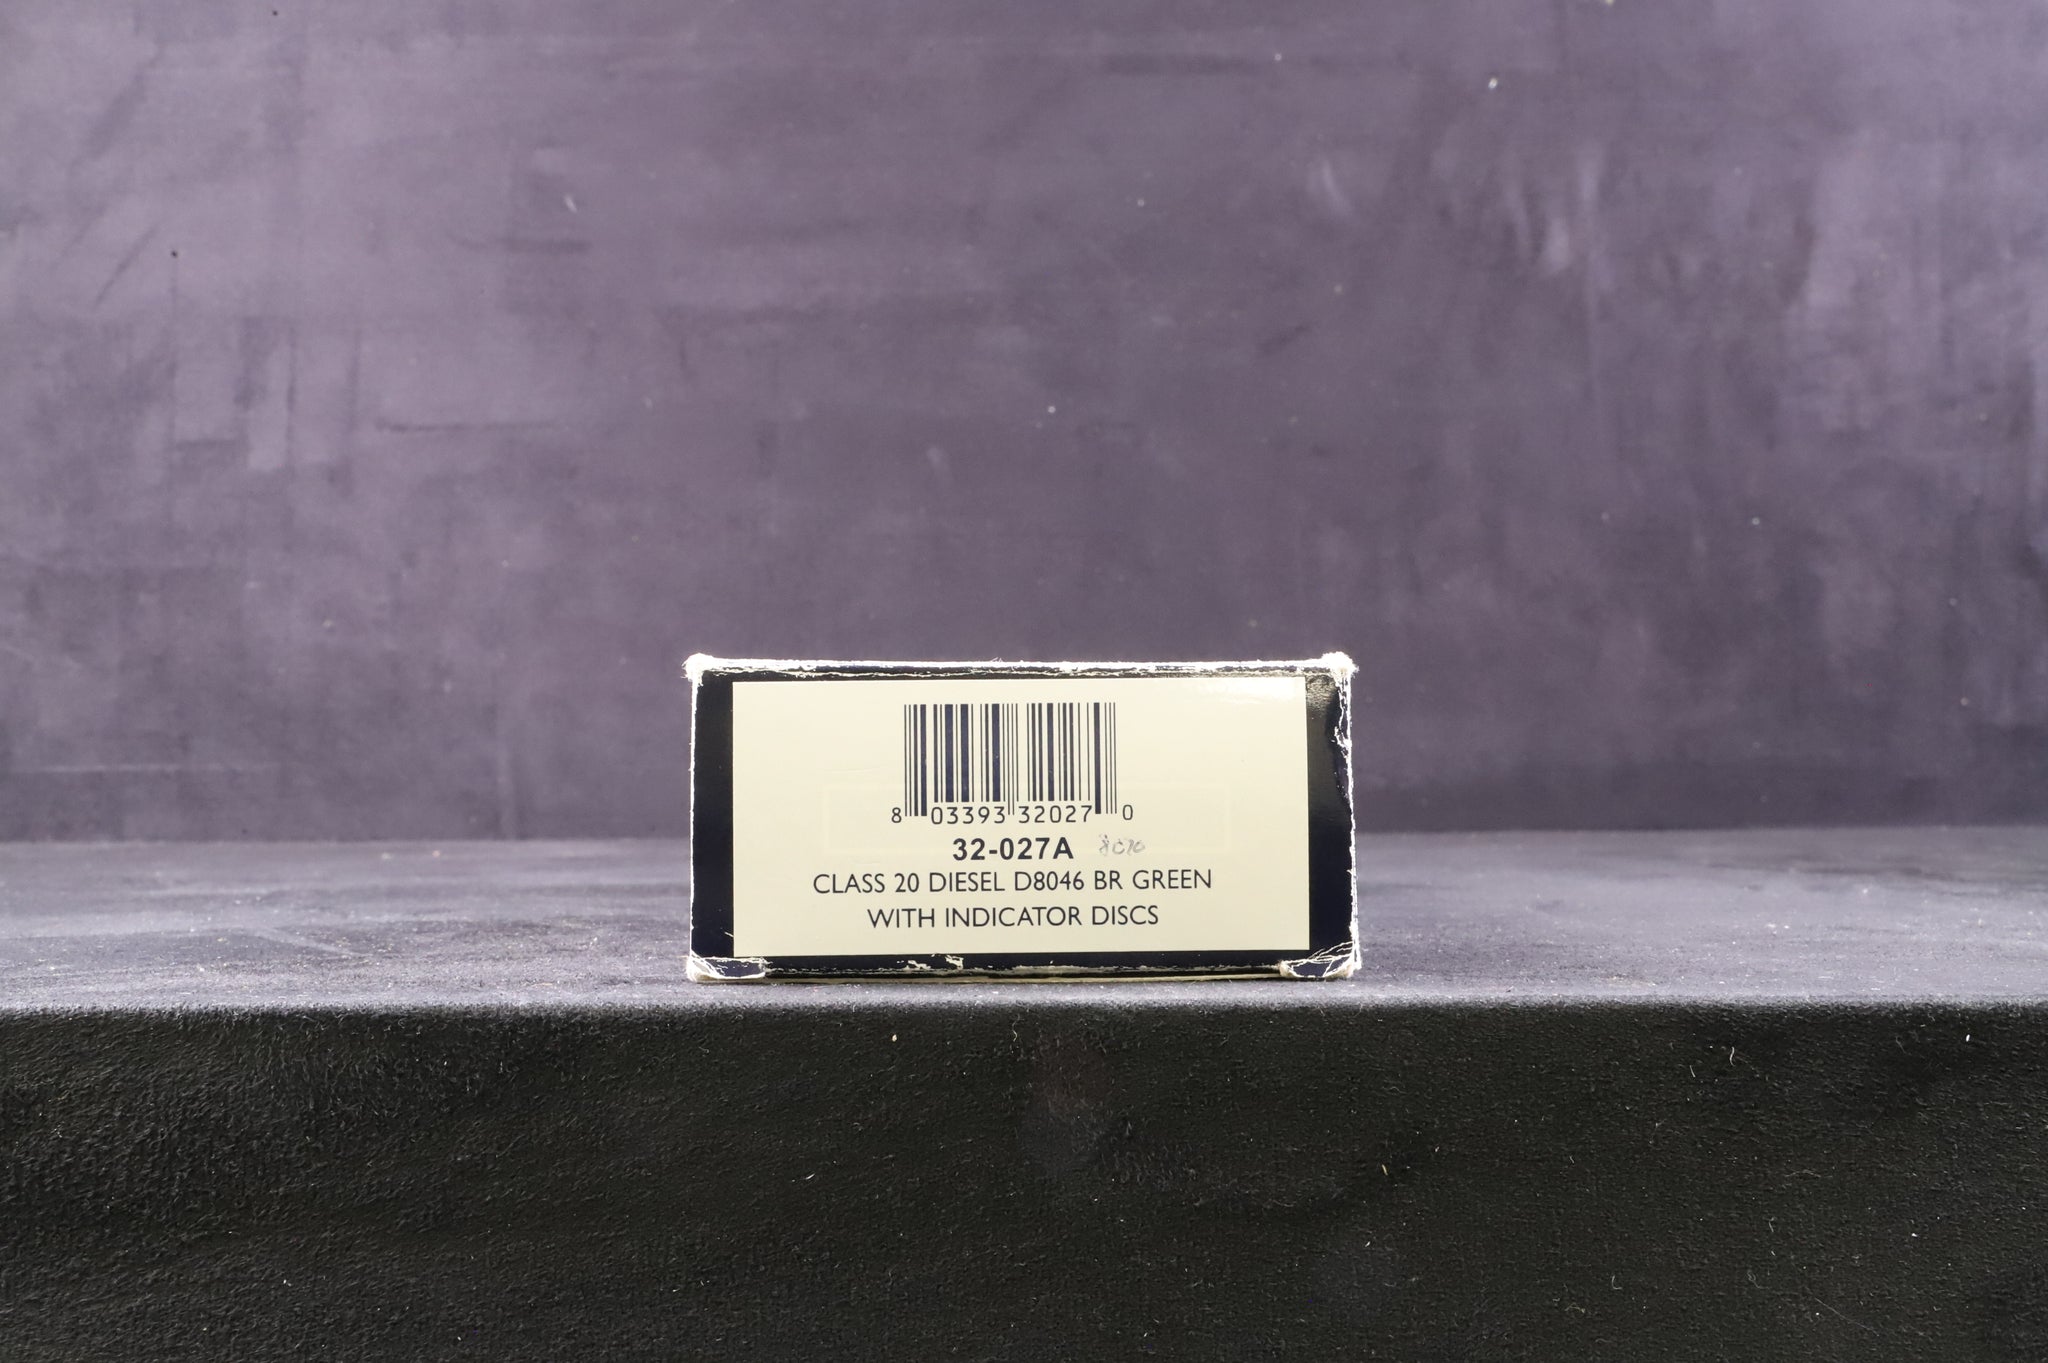 8 03393 32027 0
32-027A
CLASS 20 DIESEL D8046 BR GREEN
WITH INDICATOR DISCS